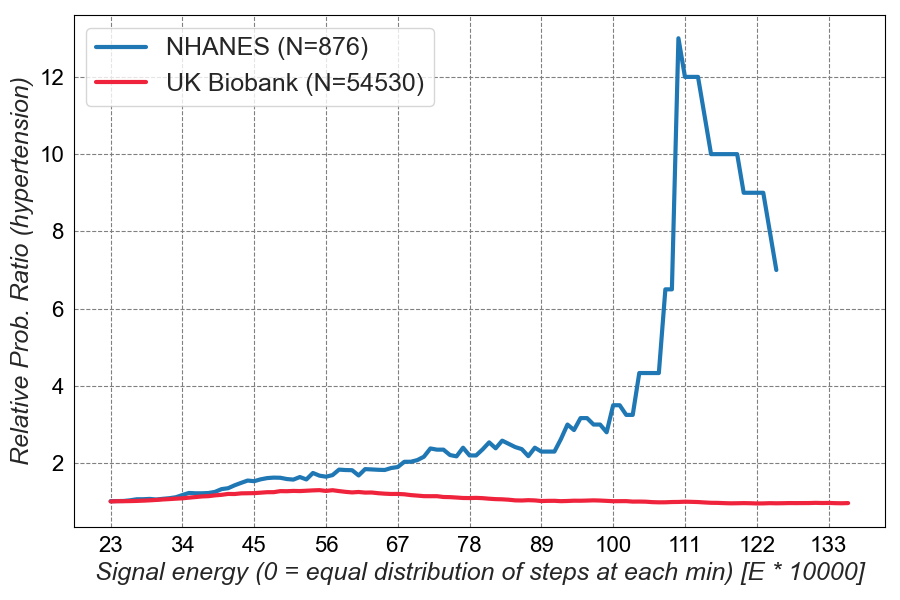 NHANES (N=876)
UK Biobank (N=54530)
Relative Prob. Ratio (hypertension)
12
10
8
6
4
2
23 34 45 56 67 78 89 100 111 122 133
Signal energy (0 = equal distribution of steps at each min) [E * 10000]